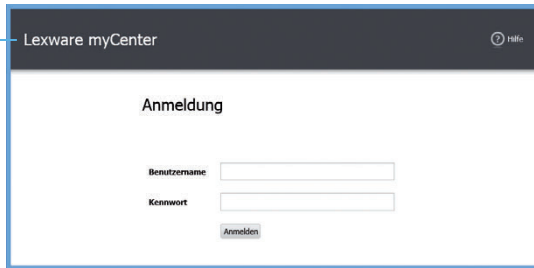 Lexware myCenter
? Hilfe
Anmeldung
Benutzername
Kennwort
Anmelden